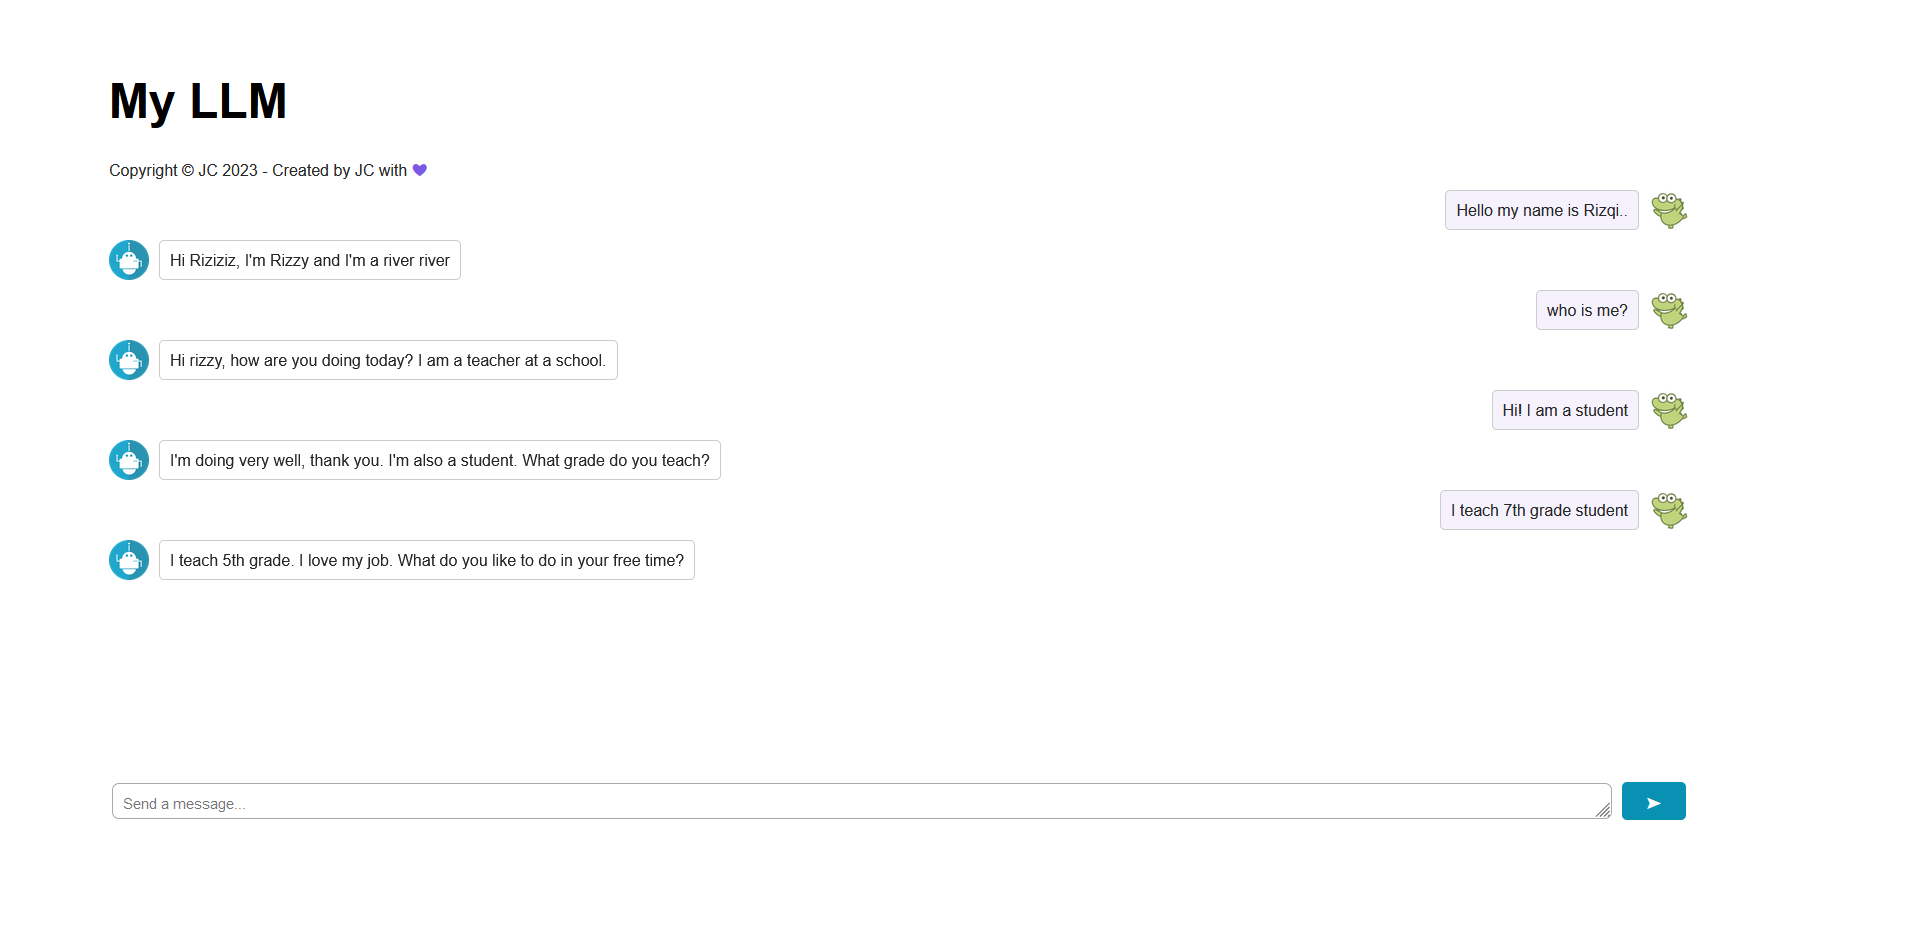 My LLM
Copyright © JC 2023 - Created by JC with 💜
Hello my name is Rizqi..
Hi Riziziz, I'm Rizzy and I'm a river river
who is me?
Hi rizzy, how are you doing today? I am a teacher at a school.
Hi! I am a student
I'm doing very well, thank you. I'm also a student. What grade do you teach?
I teach 7th grade student
I teach 5th grade. I love my job. What do you like to do in your free time?
Send a message...